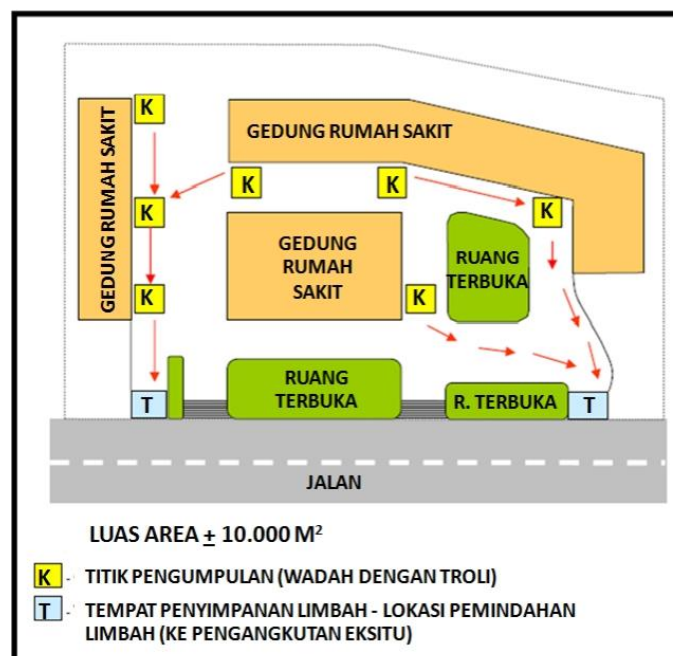 K
GEDUNG RUMAH SAKIT
GEDUNG RUMAH SAKIT
K
K
K
K
GEDUNG
RUMAH
SAKIT
RUANG
TERBUKA
K
K
RUANG
TERBUKA
T
R. TERBUKA
T
JALAN
LUAS AREA ± 10.000 M²
K - TITIK PENGUMPULAN (WADAH DENGAN TROLI)
T - TEMPAT PENYIMPANAN LIMBAH - LOKASI PEMINDAHAN
LIMBAH (KE PENGANGKUTAN EKSITU)